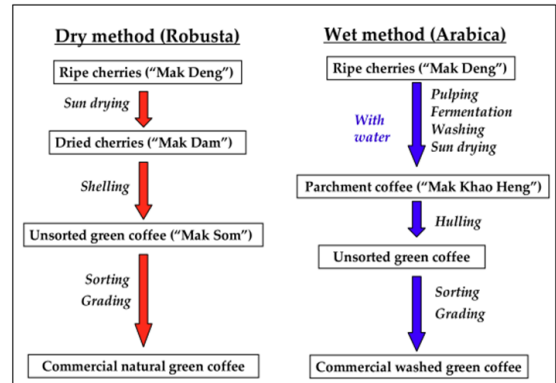 Dry method (Robusta)
Ripe cherries (“Mak Deng”)
Sun drying
Dried cherries (“Mak Dam”)
Shelling
Unsorted green coffee (“Mak Som”)
Sorting
Grading
Commercial natural green coffee
Wet method (Arabica)
Ripe cherries (“Mak Deng”)
With
water
Pulping
Fermentation
Washing
Sun drying
Parchment coffee (“Mak Khao Heng”)
Hulling
Unsorted green coffee
Sorting
Grading
Commercial washed green coffee